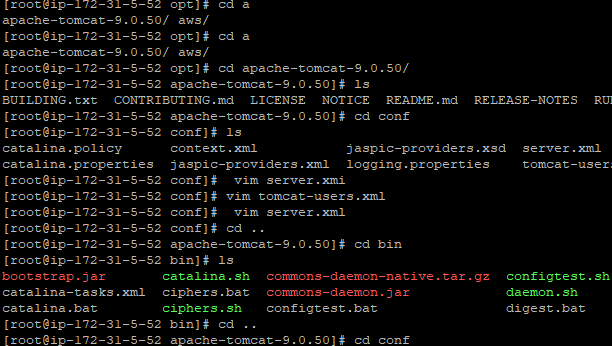 [root@ip-172-31-5-52 opt]# cd a
apache-tomcat-9.0.50/ aws/
[root@ip-172-31-5-52 opt]# cd a
apache-tomcat-9.0.50/ aws/
[root@ip-172-31-5-52 opt]# cd apache-tomcat-9.0.50/
[root@ip-172-31-5-52 apache-tomcat-9.0.50]# ls
BUILDING.txt  CONTRIBUTING.md  LICENSE  NOTICE  README.md  RELEASE-NOTES  RU
[root@ip-172-31-5-52 apache-tomcat-9.0.50]# cd conf
[root@ip-172-31-5-52 conf]# ls
catalina.policy      context.xml           jaspic-providers.xsd  server.xml
catalina.properties  jaspic-providers.xml  logging.properties    tomcat-users
[root@ip-172-31-5-52 conf]#  vim server.xmi
[root@ip-172-31-5-52 conf]# vim tomcat-users.xml
[root@ip-172-31-5-52 conf]#  vim server.xml
[root@ip-172-31-5-52 conf]# cd ..
[root@ip-172-31-5-52 apache-tomcat-9.0.50]# cd bin
[root@ip-172-31-5-52 bin]# ls
bootstrap.jar       catalina.sh  commons-daemon-native.tar.gz  configtest.sh
catalina-tasks.xml  ciphers.bat  commons-daemon.jar            daemon.sh
catalina.bat        ciphers.sh   configtest.bat                digest.bat
[root@ip-172-31-5-52 bin]# cd ..
[root@ip-172-31-5-52 apache-tomcat-9.0.50]# cd conf